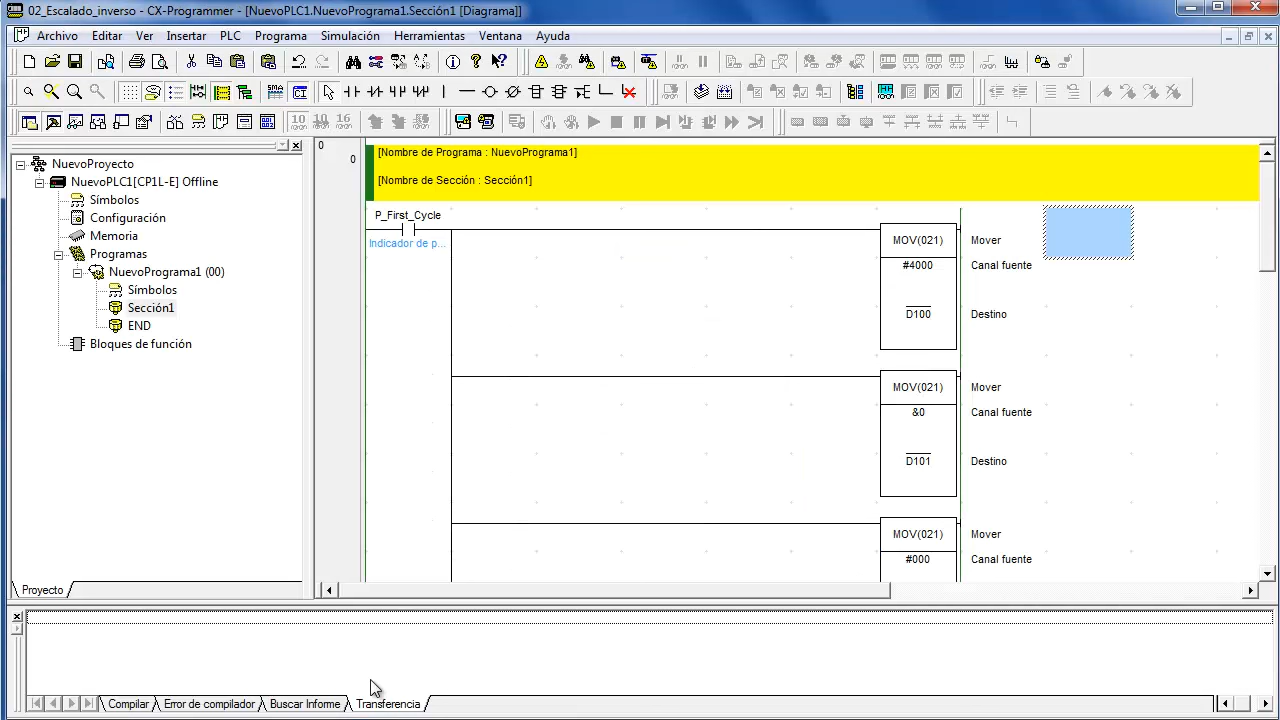 02_Escalado_inverso - CX-Programmer - [NuevoPLC1.NuevoPrograma1.Sección1 [Diagrama]]
Archivo Editar Ver Insertar PLC Programa Simulación Herramientas Ventana Ayuda
10 10 16
NuevoProyecto
NuevoPLC1[CP1L-E] Offline
Símbolos
Configuración
Memoria
Programas
NuevoPrograma1 (00)
Símbolos
Sección1
END
Bloques de función
Proyecto
0
0
[Nombre de Programa : NuevoPrograma1]
[Nombre de Sección : Sección1]
P_First_Cycle
Indicador de p...
MOV(021) Mover
#4000 Canal fuente
D100 Destino
MOV(021) Mover
&0 Canal fuente
D101 Destino
MOV(021) Mover
#000 Canal fuente
Compilar Error de compilador Buscar Informe Transferencia